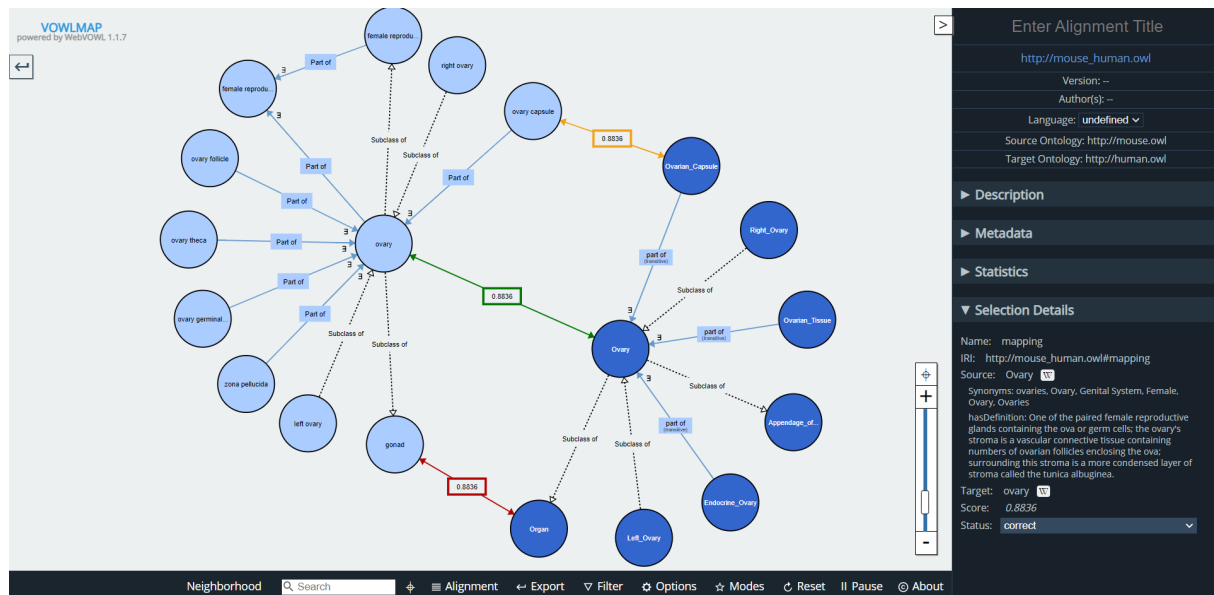 VOWLMAP
powered by WebVOWL 1.1.7
female reprodu...
Part of
female reprodu...
right ovary
ovary capsule
0.8836
Ovarian_Capsule
Subclass of
Subclass of
ovary follicle
Part of
Part of
Part of
Right_Ovary
ovary theca
Part of
ovary
part of
(transitive)
Subclass of
Part of
0.8836
ovary germinal...
Part of
Ovarian_Tissue
part of
(transitive)
Subclass of
Subclass of
Ovary
zona pellucida
Subclass of
left ovary
gonad
Appendage_of...
part of
(transitive)
Subclass of
Subclass of
0.8836
Endocrine_Ovary
Organ
Left_Ovary
>
+
-
Neighborhood
Search
Alignment
Export
Filter
Options
Modes
Reset
Pause
About
Enter Alignment Title
http://mouse_human.owl
Version: --
Author(s): --
Language: undefined
Source Ontology: http://mouse.owl
Target Ontology: http://human.owl
Description
Metadata
Statistics
Selection Details
Name: mapping
IRI: http://mouse_human.owl#mapping
Source: Ovary W
Synonyms: ovaries, Ovary, Genital System, Female,
Ovary, Ovaries
hasDefinition: One of the paired female reproductive
glands containing the ova or germ cells; the ovary's
stroma is a vascular connective tissue containing
numbers of ovarian follicles enclosing the ova;
surrounding this stroma is a more condensed layer of
stroma called the tunica albuginea.
Target: ovary W
Score: 0.8836
Status: correct